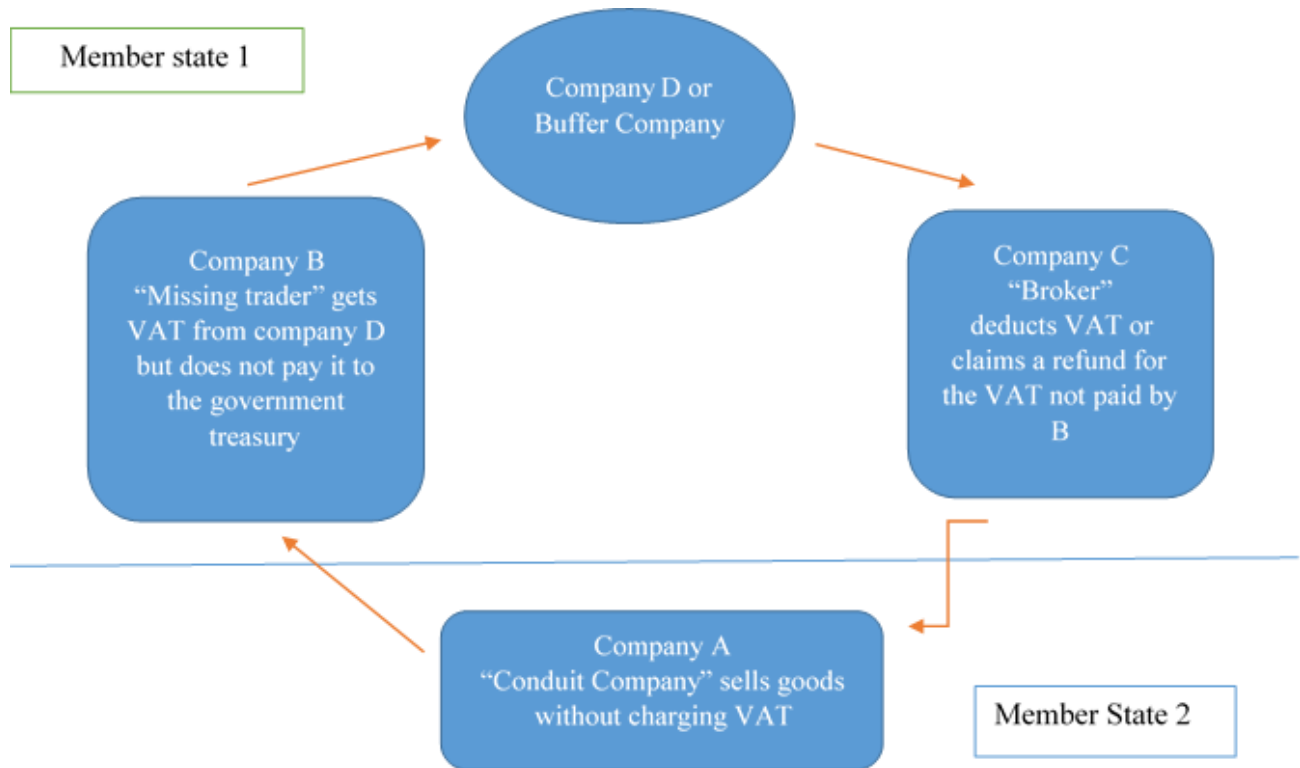 Member state 1
Company D or
Buffer Company
Company B
“Missing trader” gets
VAT from company D
but does not pay it to
the government
treasury
Company C
“Broker”
deducts VAT or
claims a refund for
the VAT not paid by
B
Company A
“Conduit Company” sells goods
without charging VAT
Member State 2